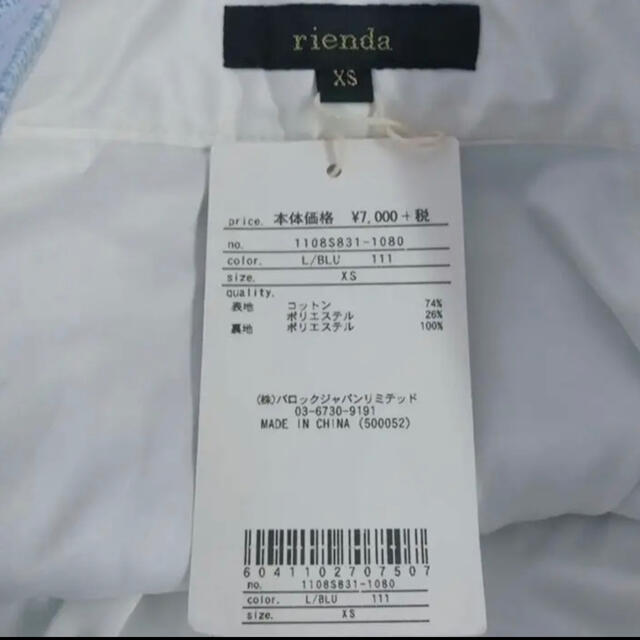 rienda
XS
price. 本体価格 ¥7,000+税
no. 1108S831-1080
color. L/BLU 111
size. XS
quality.
表地 コットン 74%
ポリエステル 26%
裏地 ポリエステル 100%
(株)バロックジャパンリミテッド
03-6730-9191
MADE IN CHINA (500052)
6041102707507
no. 1108S831-1080
color. L/BLU 111
size. XS